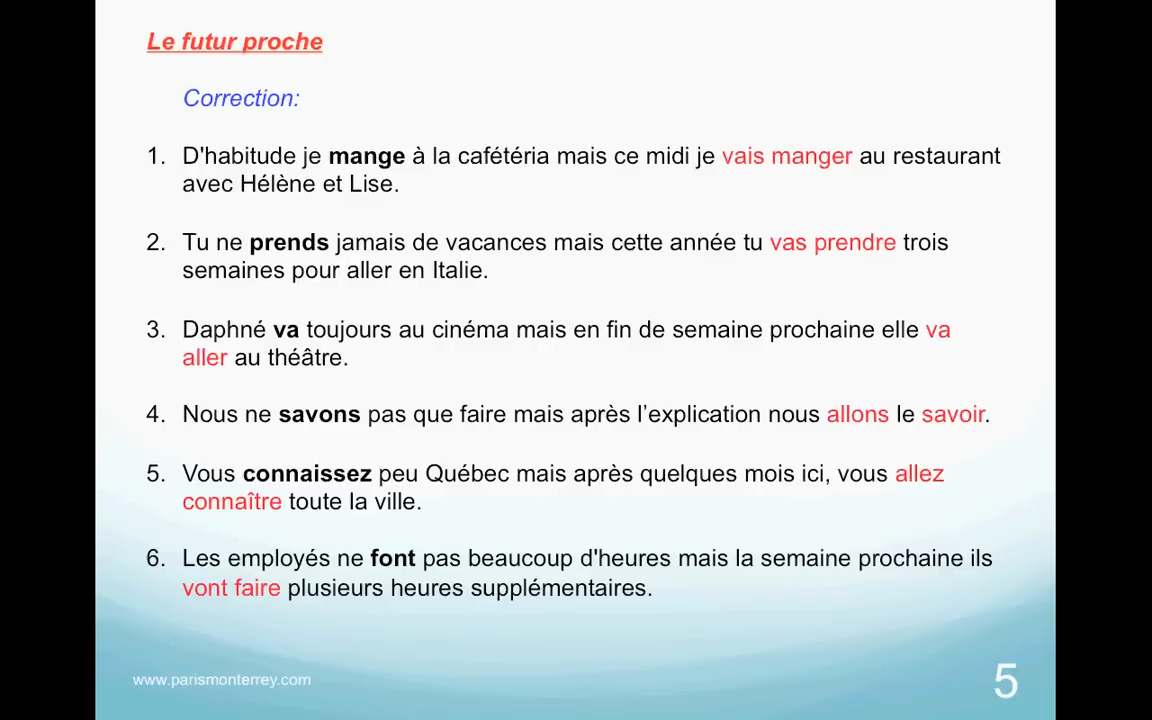 Le futur proche
Correction:
1. D'habitude je mange à la cafétéria mais ce midi je vais manger au restaurant
avec Hélène et Lise.
2. Tu ne prends jamais de vacances mais cette année tu vas prendre trois
semaines pour aller en Italie.
3. Daphné va toujours au cinéma mais en fin de semaine prochaine elle va
aller au théâtre.
4. Nous ne savons pas que faire mais après l’explication nous allons le savoir.
5. Vous connaissez peu Québec mais après quelques mois ici, vous allez
connaître toute la ville.
6. Les employés ne font pas beaucoup d'heures mais la semaine prochaine ils
vont faire plusieurs heures supplémentaires.
www.parismonterrey.com
5